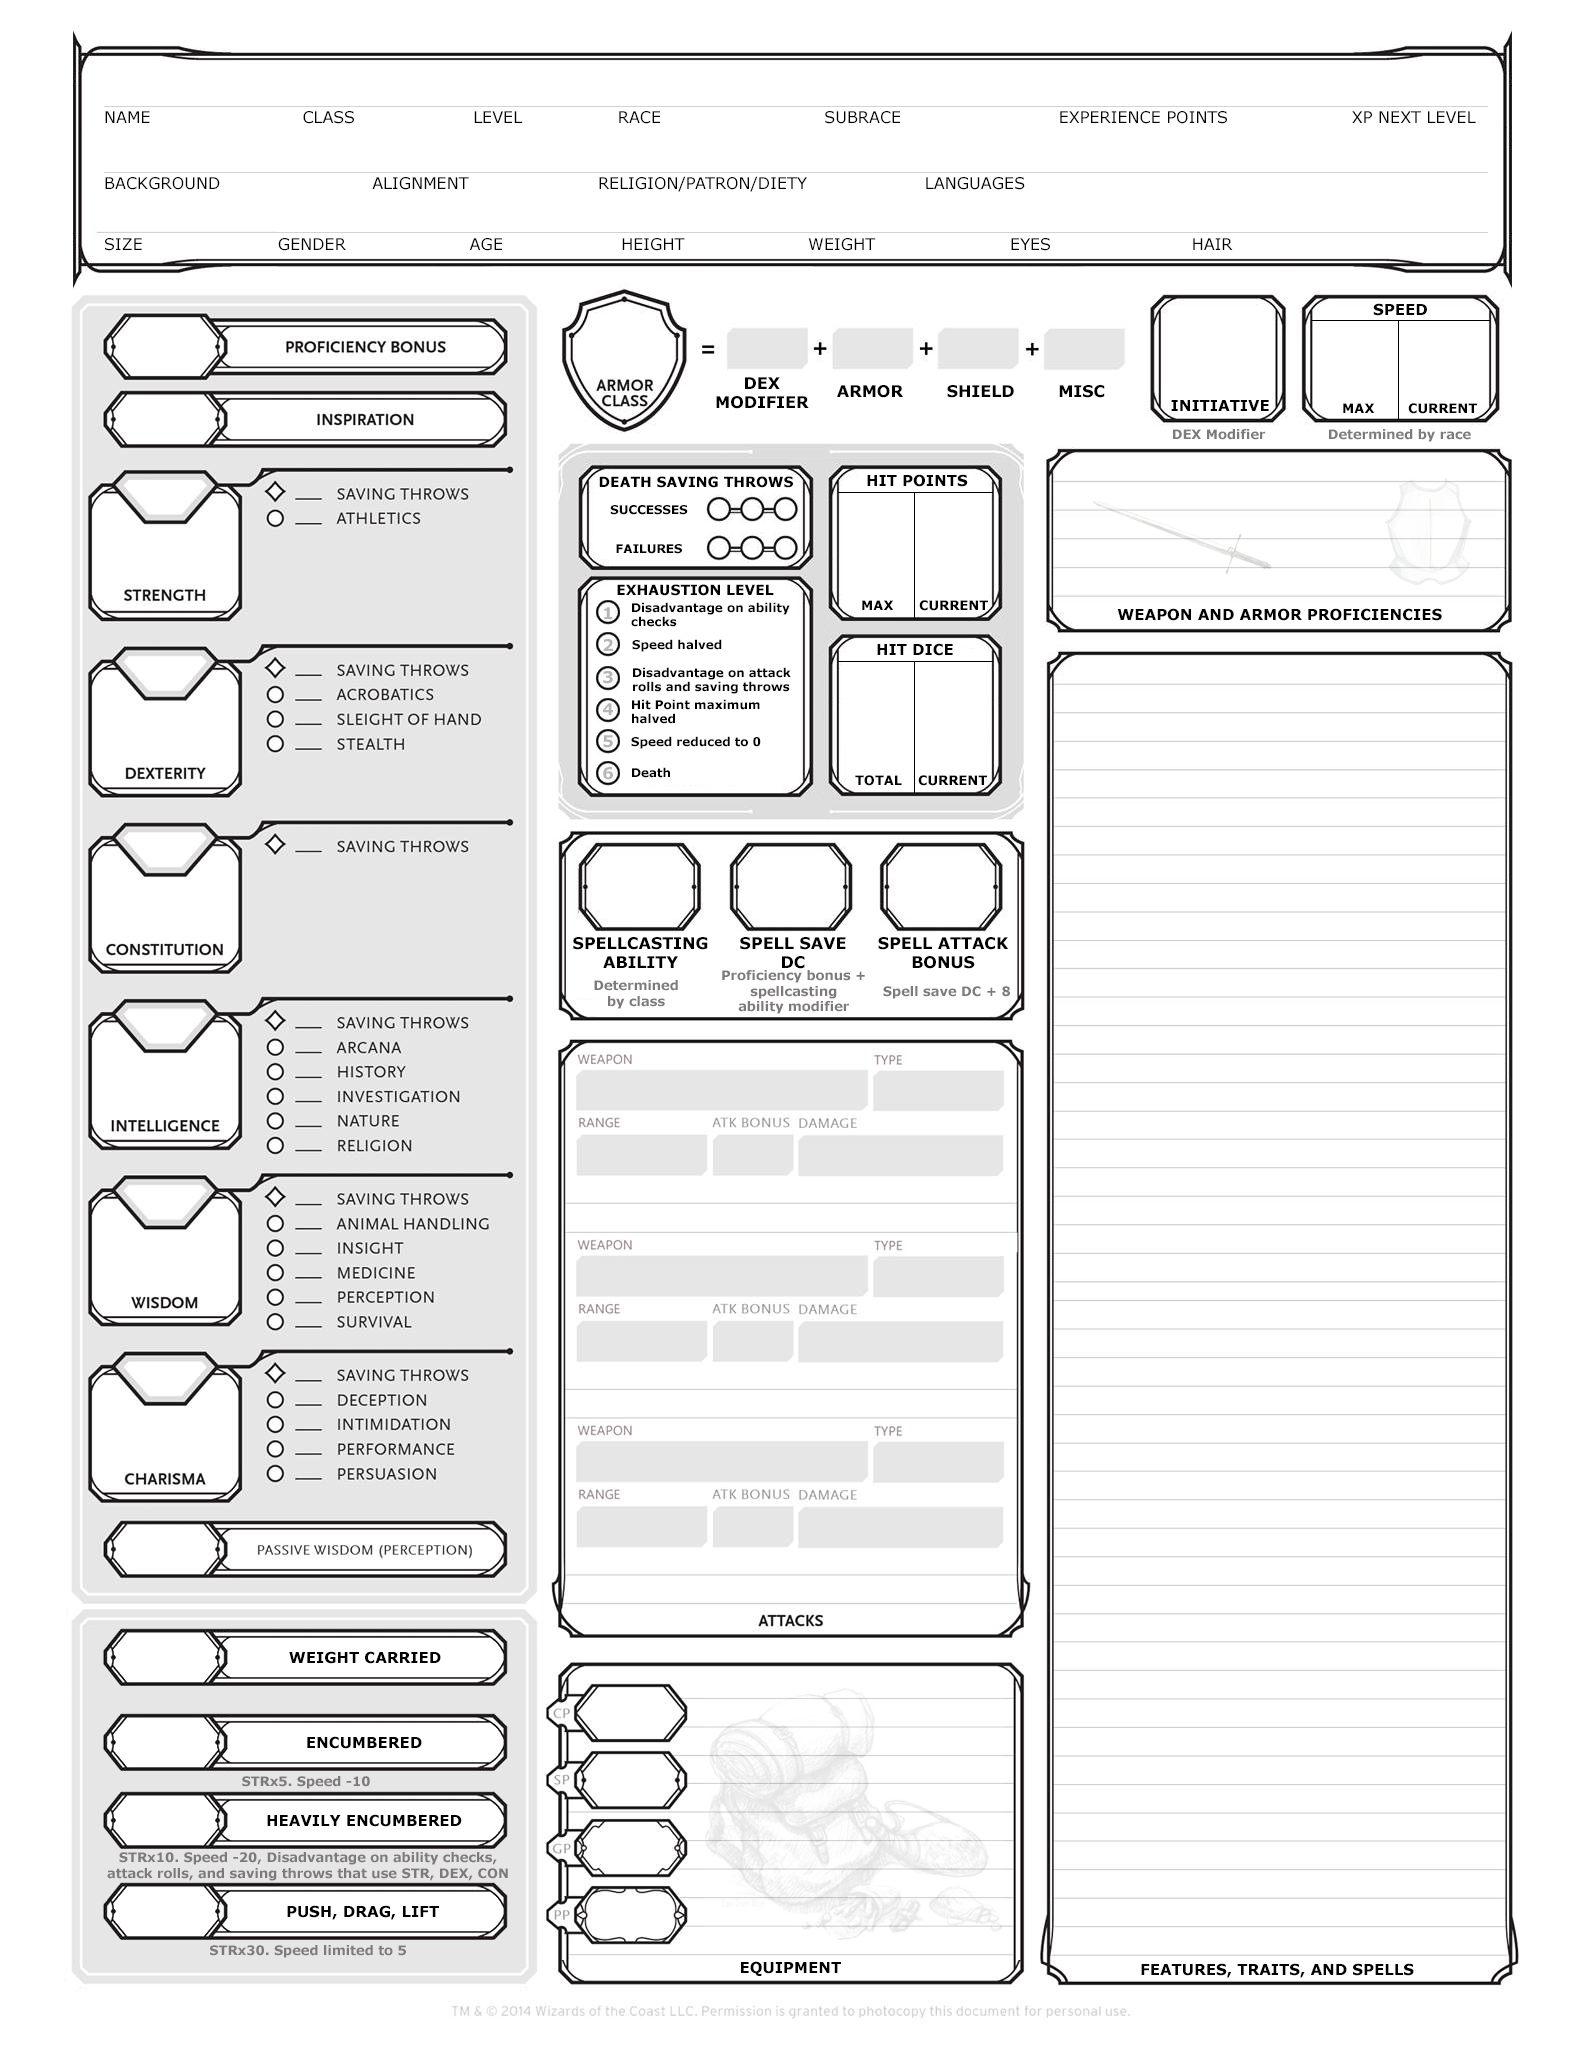 NAME CLASS LEVEL RACE SUBRACE EXPERIENCE POINTS XP NEXT LEVEL
BACKGROUND ALIGNMENT RELIGION/PATRON/DIETY LANGUAGES
SIZE GENDER AGE HEIGHT WEIGHT EYES HAIR
PROFICIENCY BONUS
INSPIRATION
STRENGTH
SAVING THROWS
ATHLETICS
DEXTERITY
SAVING THROWS
ACROBATICS
SLEIGHT OF HAND
STEALTH
CONSTITUTION
SAVING THROWS
INTELLIGENCE
SAVING THROWS
ARCANA
HISTORY
INVESTIGATION
NATURE
RELIGION
WISDOM
SAVING THROWS
ANIMAL HANDLING
INSIGHT
MEDICINE
PERCEPTION
SURVIVAL
CHARISMA
SAVING THROWS
DECEPTION
INTIMIDATION
PERFORMANCE
PERSUASION
PASSIVE WISDOM (PERCEPTION)
WEIGHT CARRIED
ENCUMBERED
STRx5. Speed -10
HEAVILY ENCUMBERED
STRx10. Speed -20, Disadvantage on ability checks,
attack rolls, and saving throws that use STR, DEX, CON
PUSH, DRAG, LIFT
STRx30. Speed limited to 5
ARMOR
CLASS
= + + +
DEX
MODIFIER
ARMOR
SHIELD
MISC
INITIATIVE
DEX Modifier
SPEED
MAX CURRENT
Determined by race
DEATH SAVING THROWS
SUCCESSES
FAILURES
EXHAUSTION LEVEL
1 Disadvantage on ability
checks
2 Speed halved
3 Disadvantage on attack
rolls and saving throws
4 Hit Point maximum
halved
5 Speed reduced to 0
6 Death
HIT POINTS
MAX CURRENT
HIT DICE
TOTAL CURRENT
SPELLCASTING
ABILITY
Determined
by class
SPELL SAVE
DC
Proficiency bonus +
spellcasting
ability modifier
SPELL ATTACK
BONUS
Spell save DC + 8
WEAPON TYPE
RANGE ATK BONUS DAMAGE
WEAPON TYPE
RANGE ATK BONUS DAMAGE
WEAPON TYPE
RANGE ATK BONUS DAMAGE
ATTACKS
CP
SP
GP
PP
EQUIPMENT
WEAPON AND ARMOR PROFICIENCIES
FEATURES, TRAITS, AND SPELLS
TM & © 2014 Wizards of the Coast LLC. Permission is granted to photocopy this document for personal use.